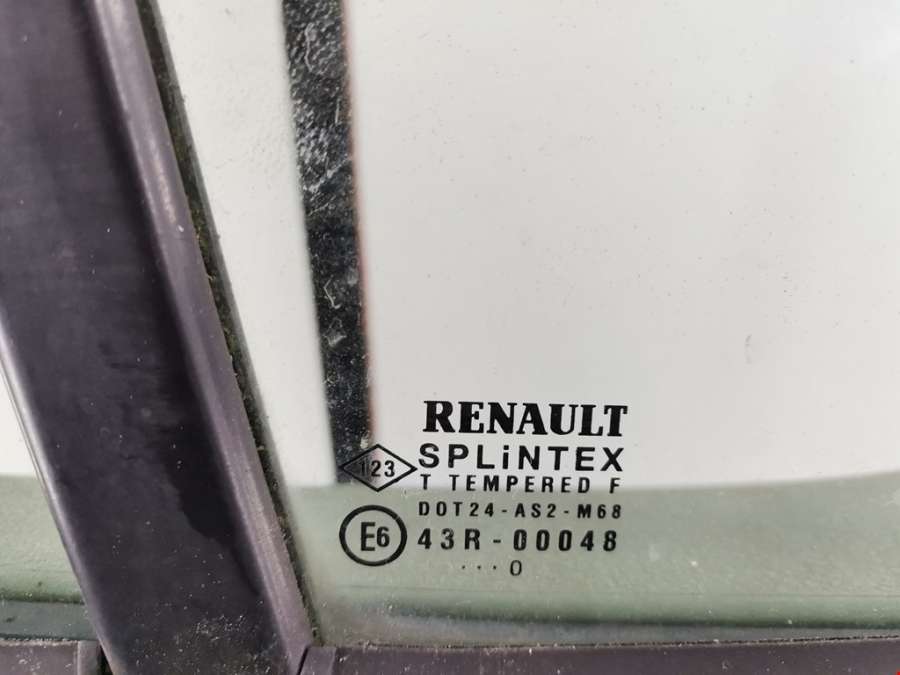 RENAULT
123 SPLiNTEX
T TEMPERED F
DOT24-AS2-M68
E6 43R-00048
···0